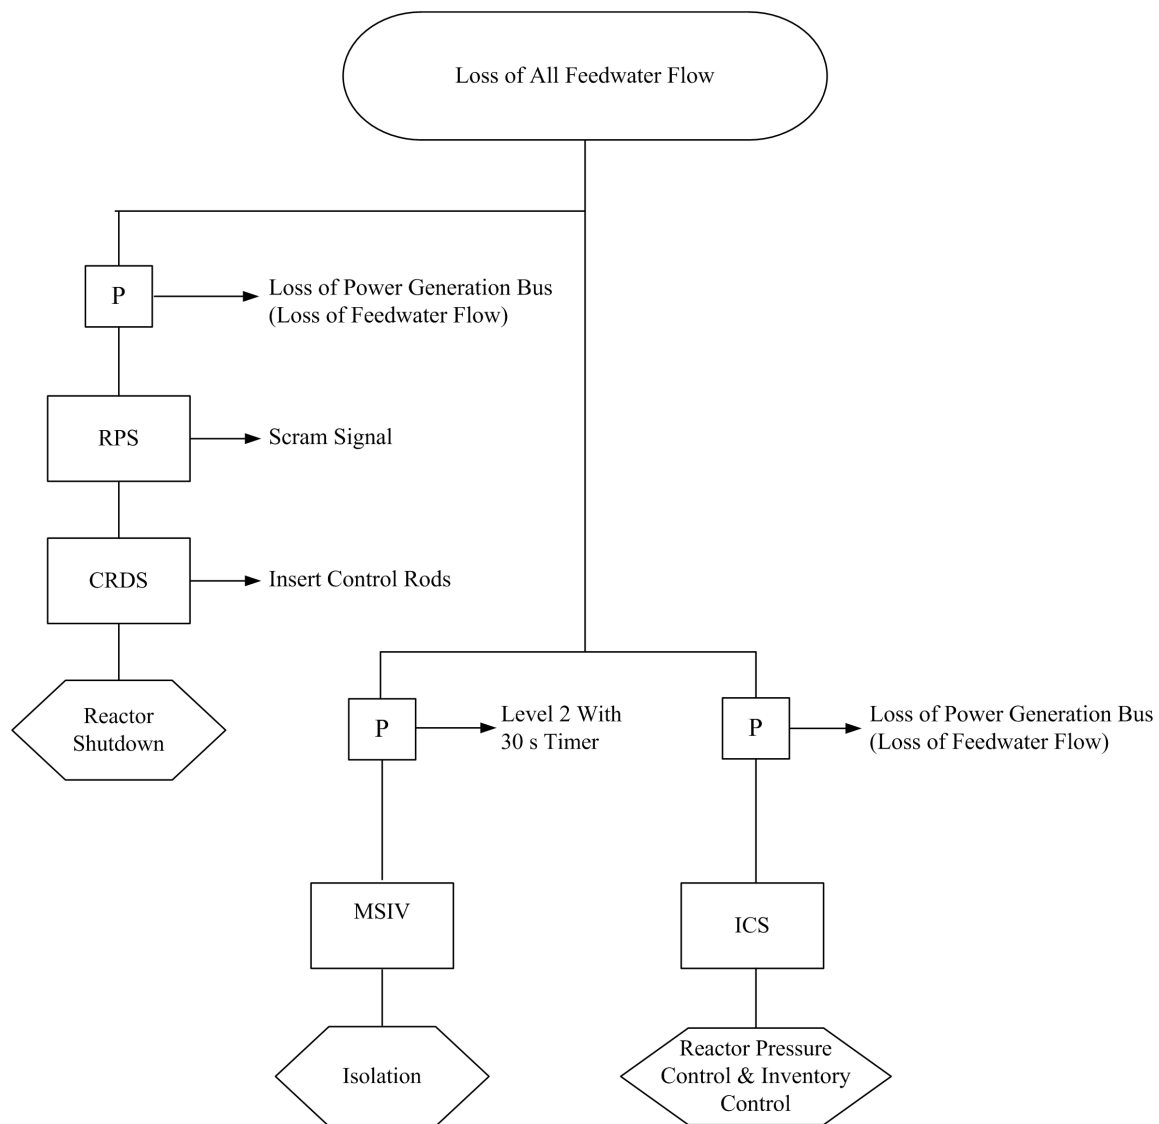 Loss of All Feedwater Flow
P
Loss of Power Generation Bus
(Loss of Feedwater Flow)
RPS
Scram Signal
CRDS
Insert Control Rods
Reactor
Shutdown
P
Level 2 With
30 s Timer
P
Loss of Power Generation Bus
(Loss of Feedwater Flow)
MSIV
ICS
Isolation
Reactor Pressure
Control & Inventory
Control